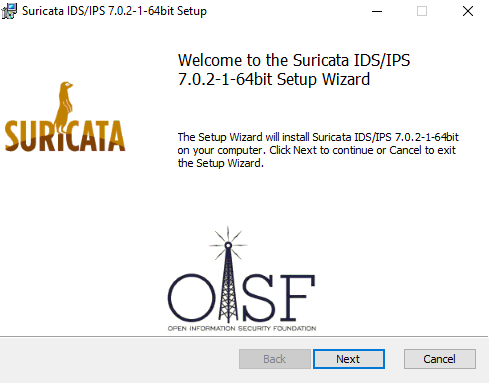 Suricata IDS/IPS 7.0.2-1-64bit Setup
Welcome to the Suricata IDS/IPS
7.0.2-1-64bit Setup Wizard
SURICATA
The Setup Wizard will install Suricata IDS/IPS 7.0.2-1-64bit
on your computer. Click Next to continue or Cancel to exit
the Setup Wizard.
OISF
OPEN INFORMATION SECURITY FOUNDATION
Back Next Cancel